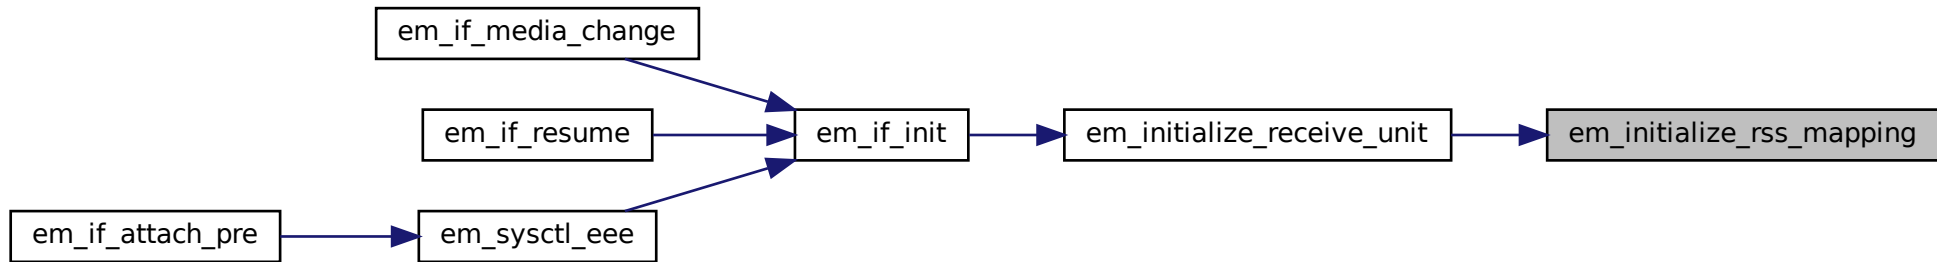 em_if_media_change
em_if_resume
em_if_init
em_initialize_receive_unit
em_initialize_rss_mapping
em_if_attach_pre
em_sysctl_eee